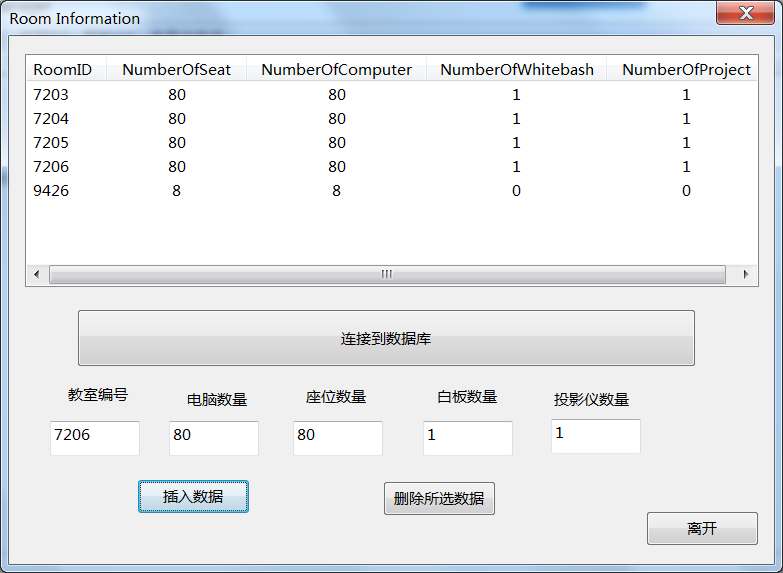 Room Information
RoomID NumberOfSeat NumberOfComputer NumberOfWhitebash NumberOfProject
7203 80 80 1 1
7204 80 80 1 1
7205 80 80 1 1
7206 80 80 1 1
9426 8 8 0 0
连接到数据库
教室编号 电脑数量 座位数量 白板数量 投影仪数量
7206 80 80 1 1
插入数据 删除所选数据
离开